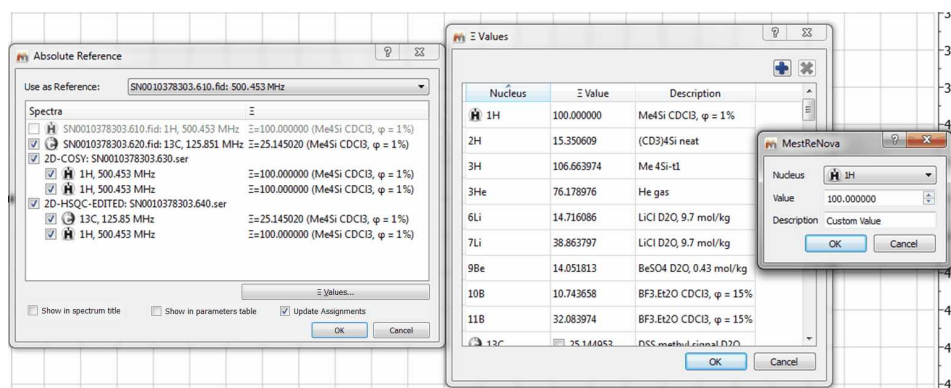 Absolute Reference
Use as Reference: SN0010378303.610.fid: 500.453 MHz
Spectra Ξ
H SN0010378303.610.fid: 1H, 500.453 MHz Ξ=100.000000 (Me4Si CDCl3, φ = 1%)
C SN0010378303.620.fid: 13C, 125.851 MHz Ξ=25.145020 (Me4Si CDCl3, φ = 1%)
2D-COSY: SN0010378303.630.ser
H 1H, 500.453 MHz Ξ=100.000000 (Me4Si CDCl3, φ = 1%)
H 1H, 500.453 MHz Ξ=100.000000 (Me4Si CDCl3, φ = 1%)
2D-HSQC-EDITED: SN0010378303.640.ser
C 13C, 125.85 MHz Ξ=25.145020 (Me4Si CDCl3, φ = 1%)
H 1H, 500.453 MHz Ξ=100.000000 (Me4Si CDCl3, φ = 1%)
Ξ Values...
Show in spectrum title Show in parameters table Update Assignments
OK Cancel
Ξ Values
Nucleus Ξ Value Description
H 1H 100.000000 Me4Si CDCl3, φ = 1%
2H 15.350609 (CD3)4Si neat
3H 106.663974 Me 4Si-t1
3He 76.178976 He gas
6Li 14.716086 LiCl D2O, 9.7 mol/kg
7Li 38.863797 LiCl D2O, 9.7 mol/kg
9Be 14.051813 BeSO4 D2O, 0.43 mol/kg
10B 10.743658 BF3.Et2O CDCl3, φ = 15%
11B 32.083974 BF3.Et2O CDCl3, φ = 15%
C 13C 25.144953 DSS methyl signal D2O
OK Cancel
MestReNova
Nucleus H 1H
Value 100.000000
Description Custom Value
OK Cancel